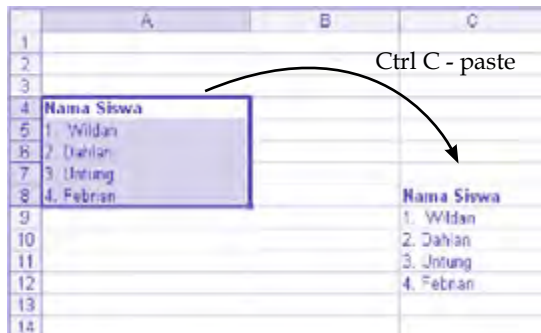 A B C
1
2 Ctrl C - paste
3
4 Nama Siswa
5 1. Wildan
6 2. Dahlan
7 3. Untung
8 4. Febrian Nama Siswa
9 1. Wildan
10 2. Dahlan
11 3. Untung
12 4. Febrian
13
14